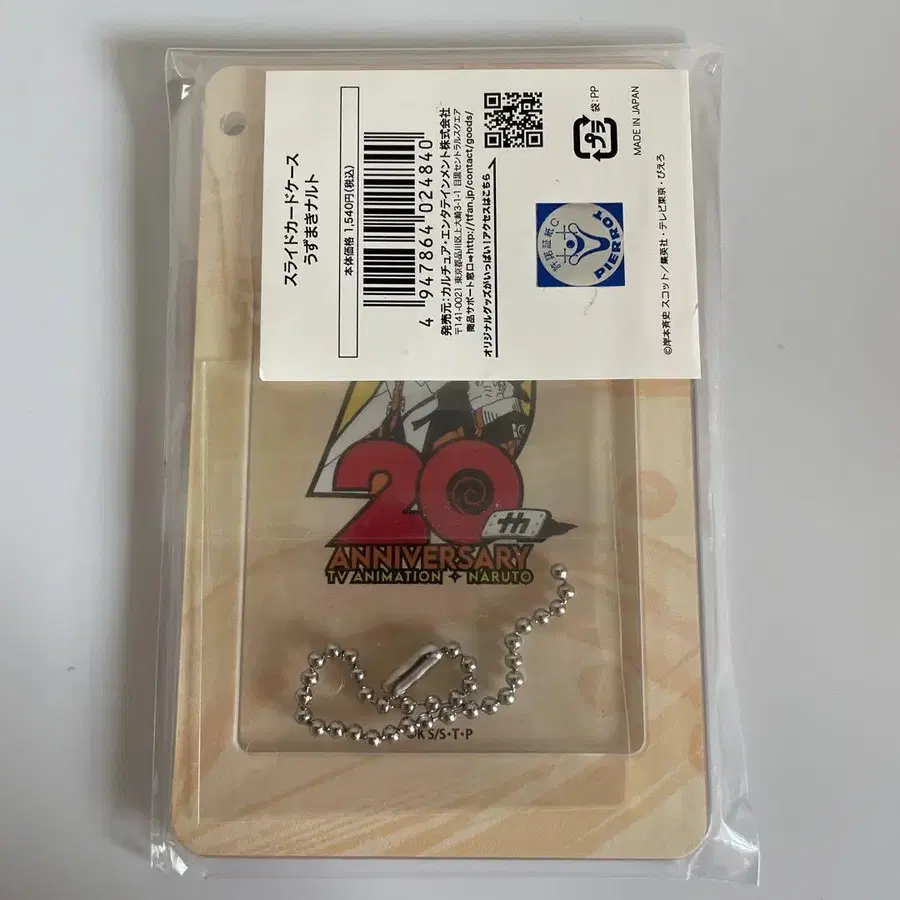 スライドカードケース
うずまきナルト
本体価格 1,540円(税込)
4 947864 024840
発売元:カルチュア・エンタテインメント株式会社
〒141-0021 東京都品川区上大崎3-1-1 目黒セントラルスクエア
商品サポート窓口⇒http://tfan.jp/contact/goods/
オリジナルグッズがいっぱい!アクセスはこちら
プラ
袋:PP
MADE IN JAPAN
許諾証紙
PIERROT
©岸本斉史 スコット/集英社・テレビ東京・ぴえろ
20th
ANNIVERSARY
TV ANIMATION NARUTO
©K S/S・T・P